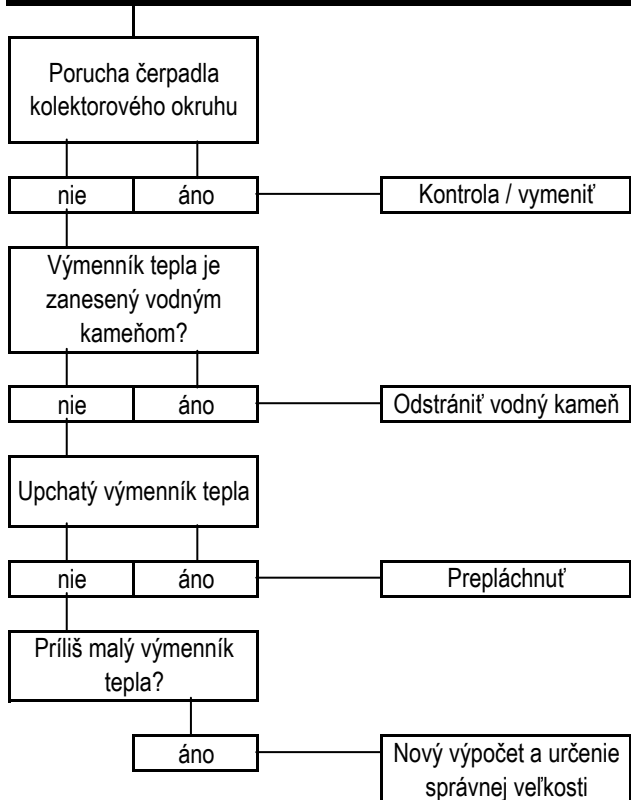 Porucha čerpadla
kolektorového okruhu
nie áno Kontrola / vymeniť
Výmenník tepla je
zanesený vodným
kameňom?
nie áno Odstrániť vodný kameň
Upchatý výmenník tepla
nie áno Prepláchnuť
Príliš malý výmenník
tepla?
áno Nový výpočet a určenie
správnej veľkosti